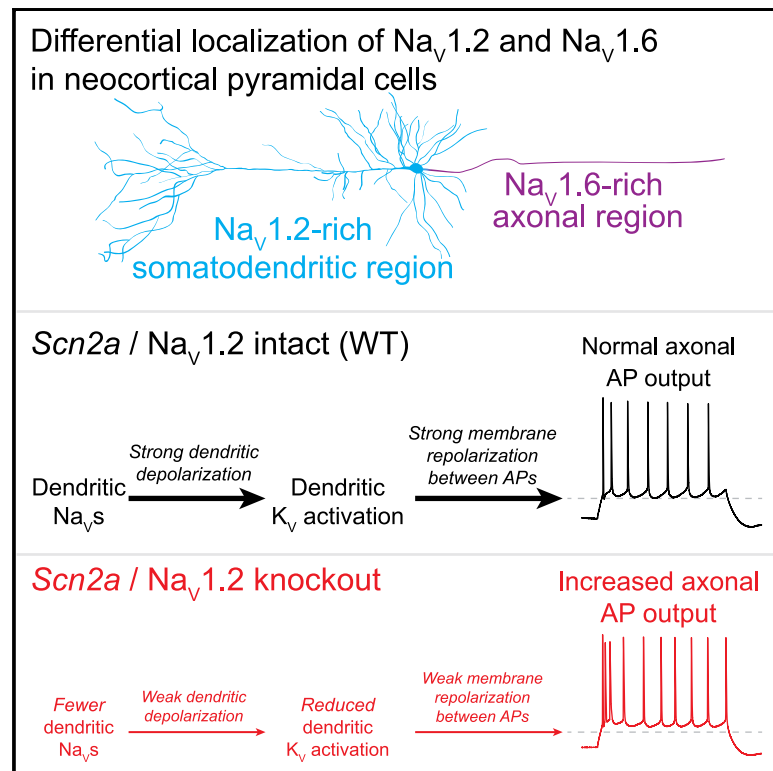 Differential localization of NaV1.2 and NaV1.6
in neocortical pyramidal cells
NaV1.6-rich
axonal region
NaV1.2-rich
somatodendritic region
Scn2a / NaV1.2 intact (WT)
Normal axonal
AP output
Strong dendritic
depolarization
Strong membrane
repolarization
between APs
Dendritic
NaVs
Dendritic
KV activation
Scn2a / NaV1.2 knockout
Increased axonal
AP output
Fewer
dendritic
NaVs
Weak dendritic
depolarization
Reduced
dendritic
KV activation
Weak membrane
repolarization
between APs